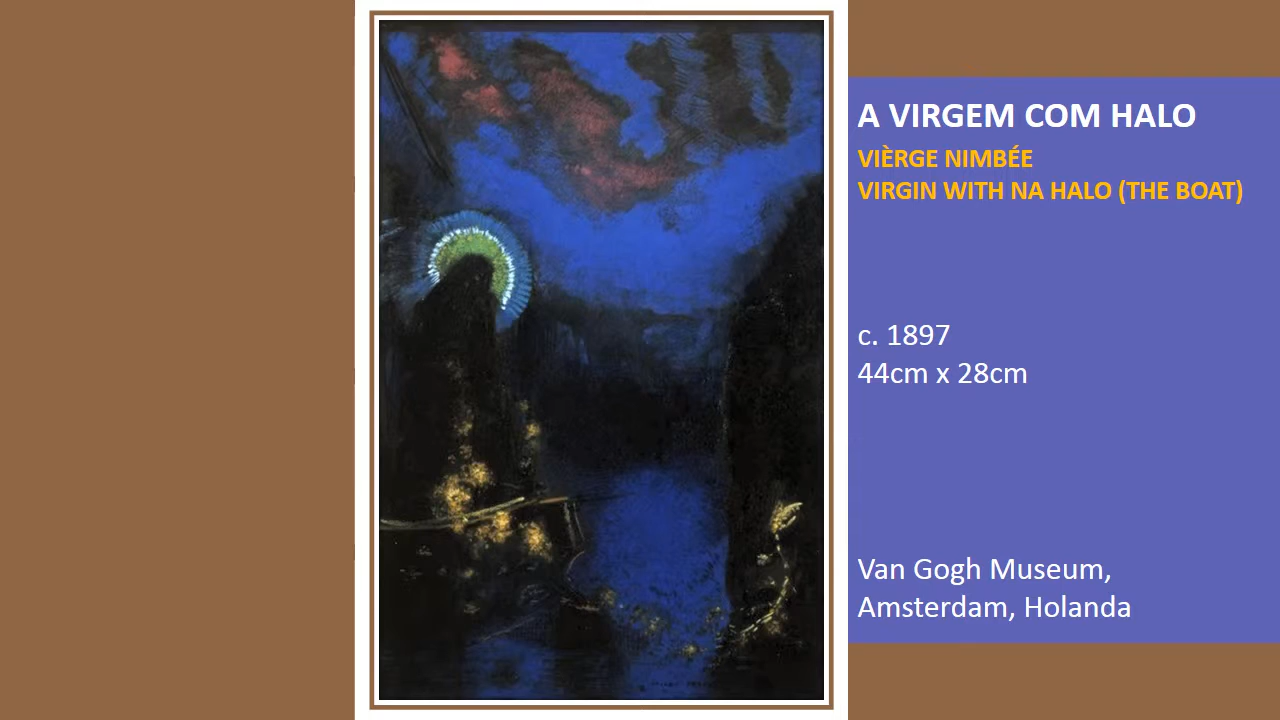 A VIRGEM COM HALO
VIÈRGE NIMBÉE
VIRGIN WITH NA HALO (THE BOAT)
c. 1897
44cm x 28cm
Van Gogh Museum,
Amsterdam, Holanda